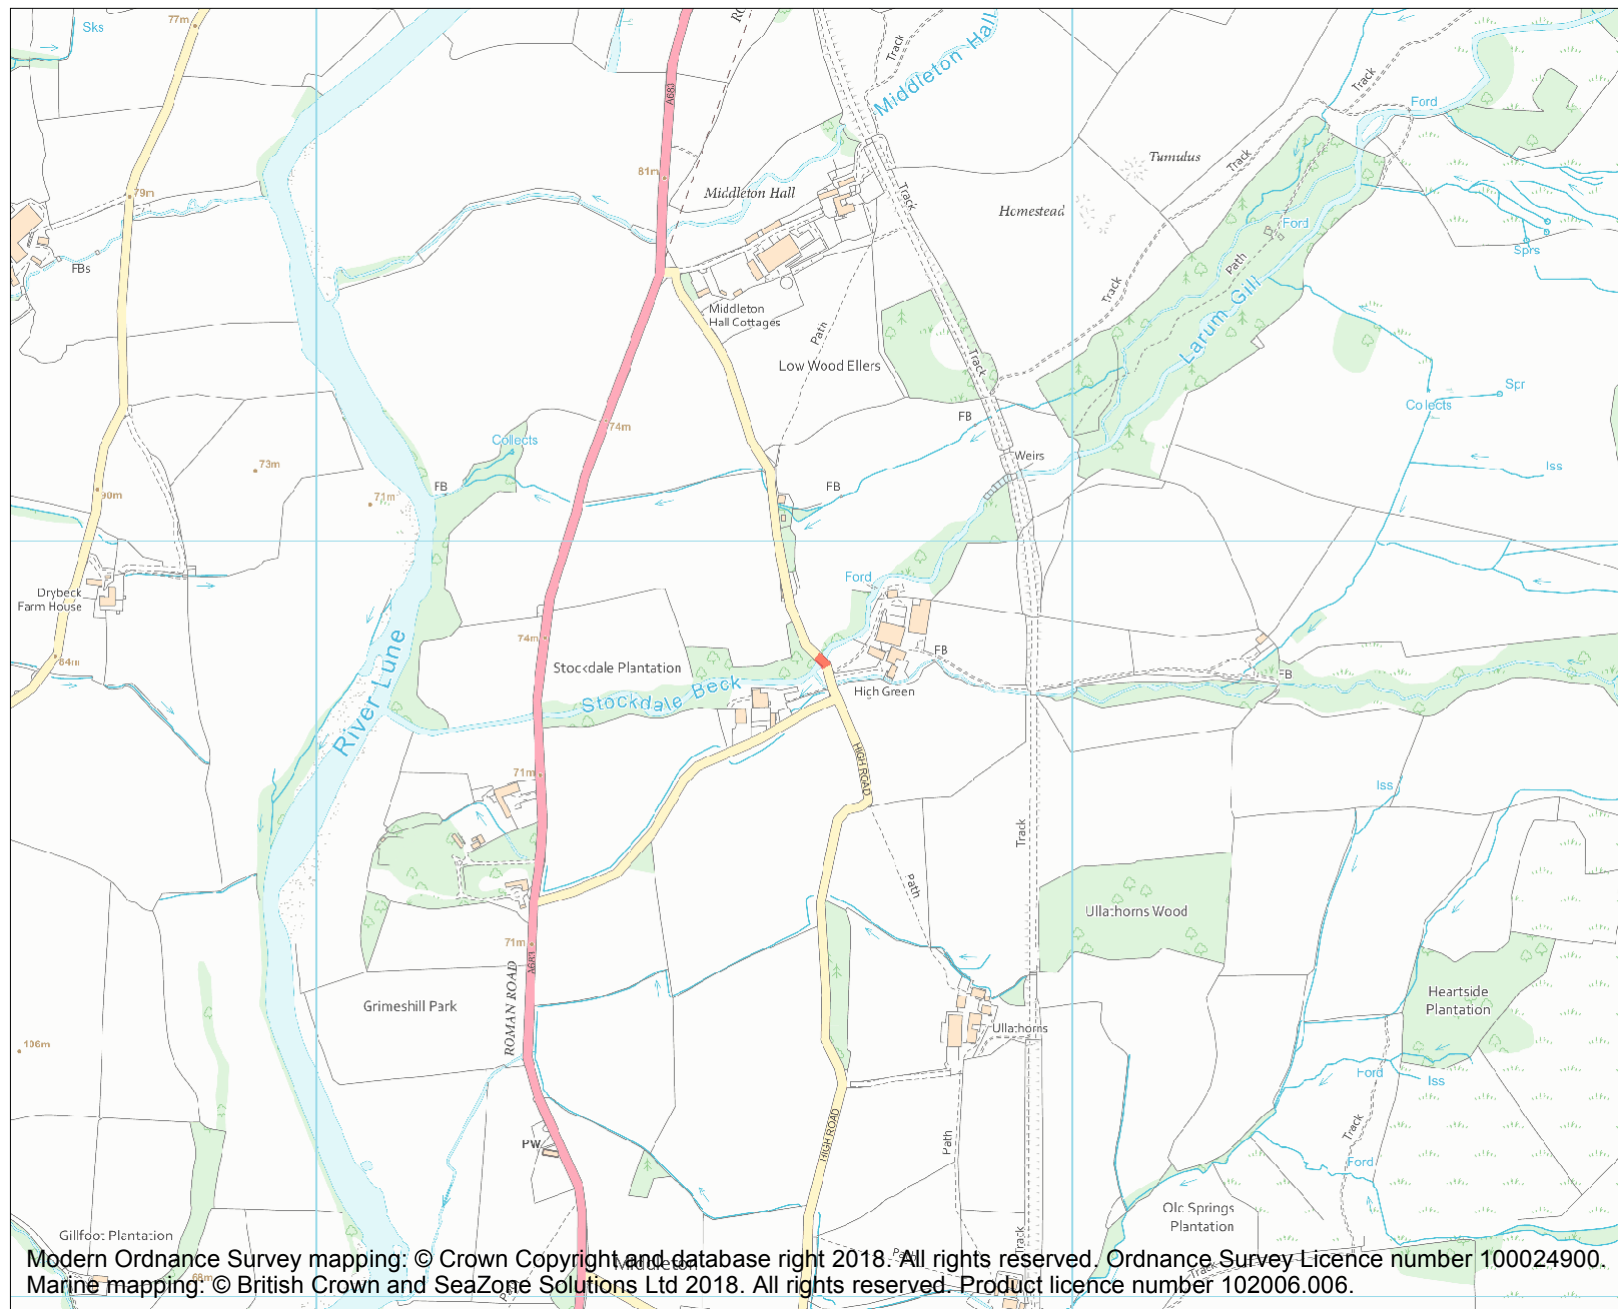 77m
Sks
A683
Track
Middleton Hall
Track
Ford
Tumulus
Track
81m
Middleton Hall
79m
Track
Homestead
Ford
FBs
Path
Sprs
Track
Middleton
Hall Cottages
Larum Gill
Path
Low Wood Ellers
Track
Spr
Collects
FB
74m
Collects
73m
Weirs
Iss
90m
71m
FB
FB
Ford
Drybeck
Farm House
74m
Stockdale Plantation
FB
84m
River Lune
Stockdale Beck
High Green
FB
71m
HIGH ROAD
Iss
Track
Path
Ullathorns Wood
71m
A683
ROMAN ROAD
Grimeshill Park
Heartside
Plantation
Ullathorns
106m
Ford
Iss
HIGH ROAD
Path
Track
PW
Ford
Old Springs
Plantation
Gillfoot Plantation
Track
Path
Middleton
Track
68m
Path
Modern Ordnance Survey mapping: © Crown Copyright and database right 2018. All rights reserved. Ordnance Survey Licence number 100024900.
Marine mapping: © British Crown and SeaZone Solutions Ltd 2018. All rights reserved. Product licence number 102006.006.